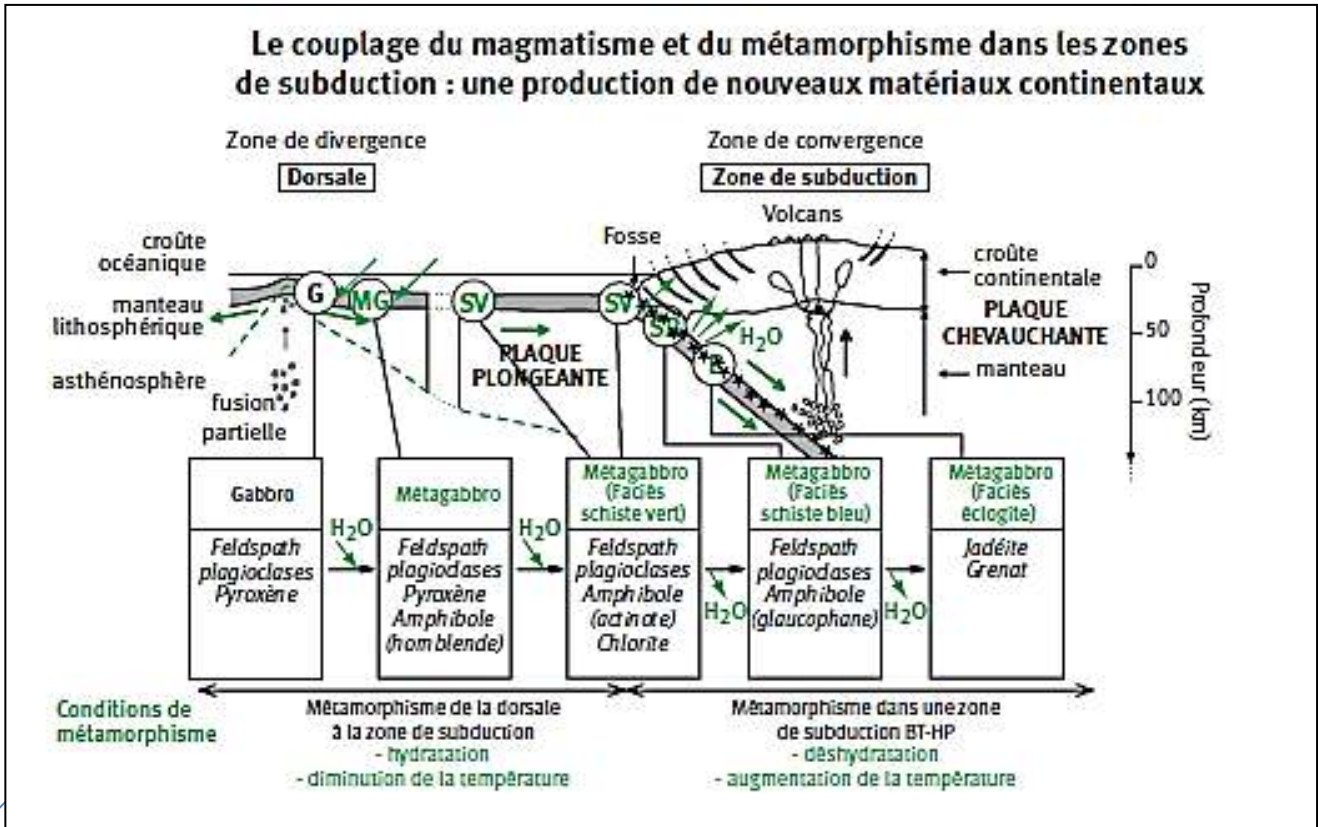 Le couplage du magmatisme et du métamorphisme dans les zones
de subduction : une production de nouveaux matériaux continentaux
Zone de divergence
Dorsale
Zone de convergence
Zone de subduction
Volcans
Fosse
croûte
océanique
manteau
lithosphérique
asthénosphère
fusion
partielle
G
MG
SV
SV
H2O
PLAQUE
PLONGEANTE
croûte
continentale
PLAQUE
CHEVAUCHANTE
manteau
0
50
100
Profondeur (km)
Gabbro
Feldspath
plagioclases
Pyroxène
H2O
Métagabbro
Feldspath
plagioclases
Pyroxène
Amphibole
(hornblende)
H2O
Métagabbro
(Faciès
schiste vert)
Feldspath
plagioclases
Amphibole
(actinote)
Chlorite
H2O
Métagabbro
(Faciès
schiste bleu)
Feldspath
plagioclases
Amphibole
(glaucophane)
H2O
Métagabbro
(Faciès
éclogite)
Jadéite
Grenat
Conditions de
métamorphisme
Métamorphisme de la dorsale
à la zone de subduction
- hydratation
- diminution de la température
Métamorphisme dans une zone
de subduction BT-HP
- déshydratation
- augmentation de la température